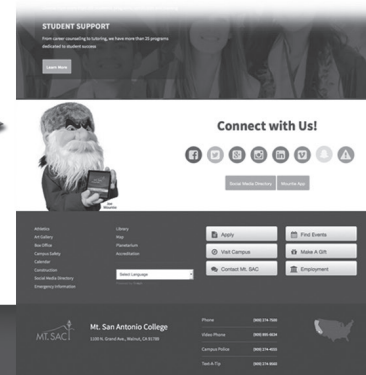 STUDENT SUPPORT
From career counseling to tutoring, we have more than 20 programs
dedicated to student success
Learn More
Connect with Us!
Social Media Directory
Mountie App
Athletics
Art Gallery
Box Office
Campus Safety
Calendar
Construction
Social Media Directory
Emergency Information
Library
Map
Planetarium
Accreditation
Select Language
Apply
Visit Campus
Contact Mt. SAC
Find Events
Make A Gift
Employment
MT. SAC
Mt. San Antonio College
1100 N. Grand Ave., Walnut, CA 91789
Phone
Video Phone
Campus Police
Text-A-Tip